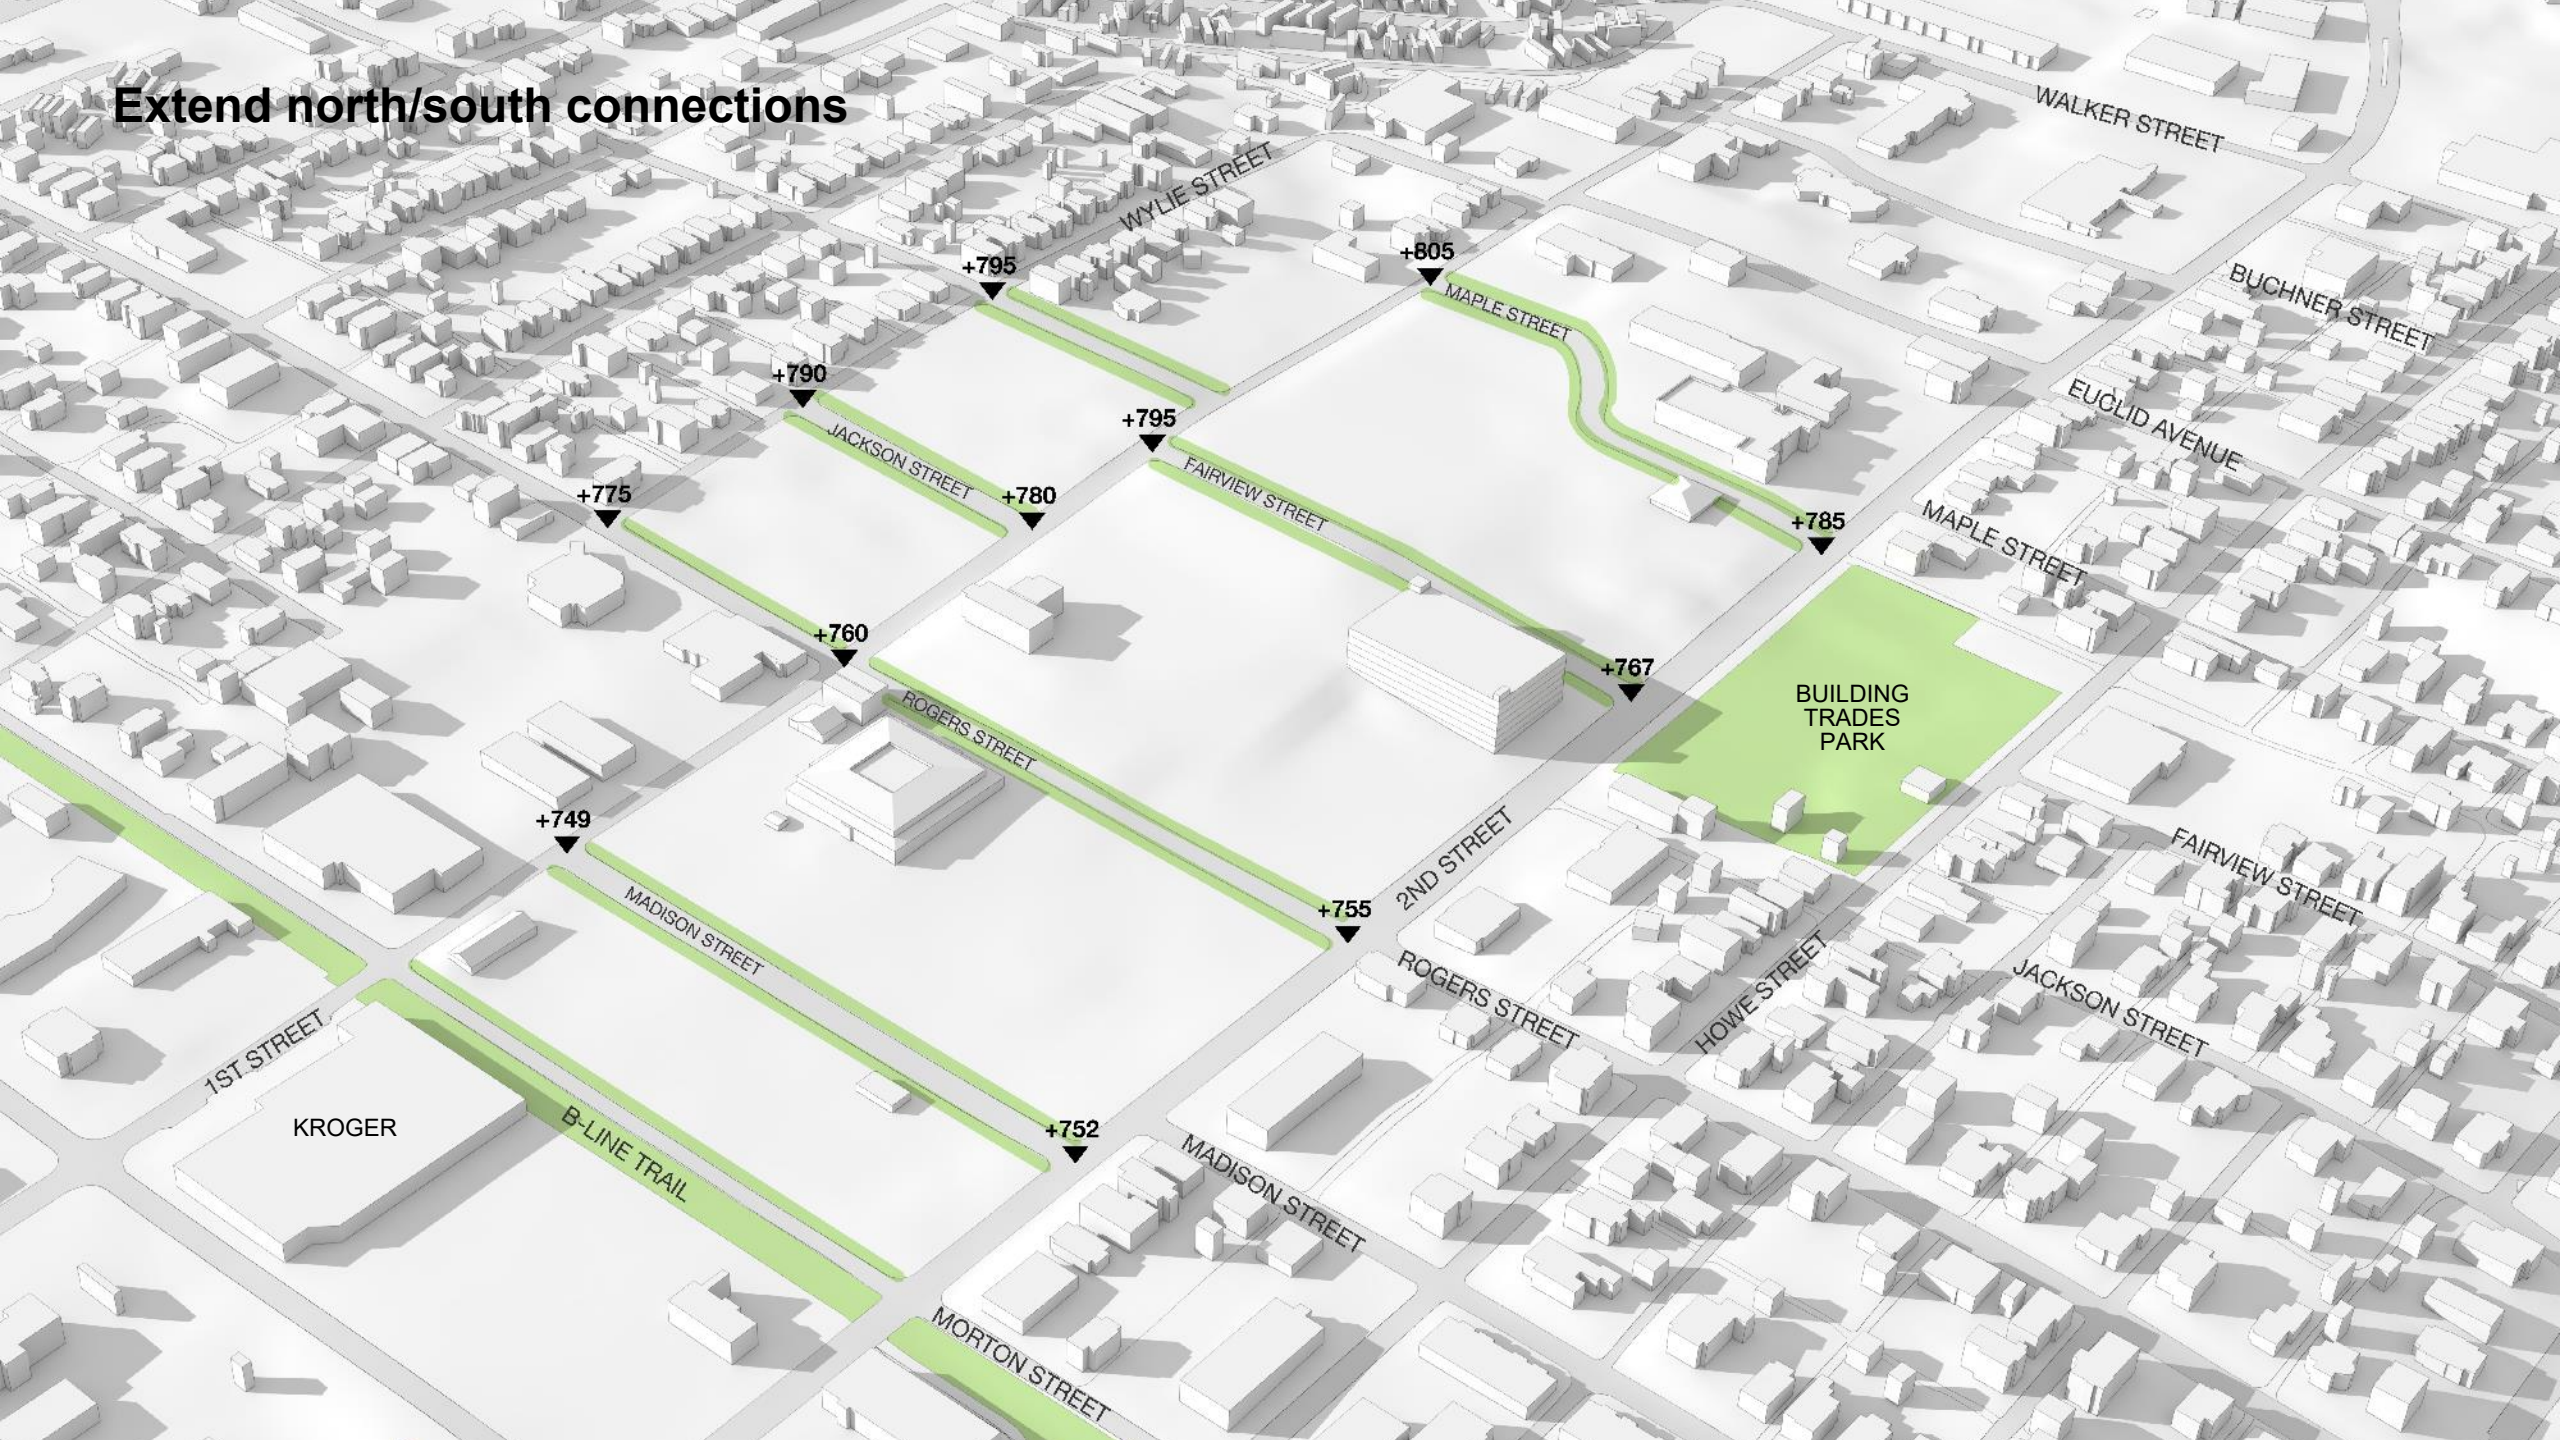 Extend north/south connections
WALKER STREET
WYLIE STREET
+805
+795
BUCHNER STREET
MAPLE STREET
+790
EUCLID AVENUE
+795
JACKSON STREET
FAIRVIEW STREET
+775
+780
+785
MAPLE STREET
+760
+767
BUILDING
TRADES
PARK
ROGERS STREET
+749
2ND STREET
FAIRVIEW STREET
MADISON STREET
+755
ROGERS STREET
HOWE STREET
JACKSON STREET
1ST STREET
KROGER
B-LINE TRAIL
+752
MADISON STREET
MORTON STREET